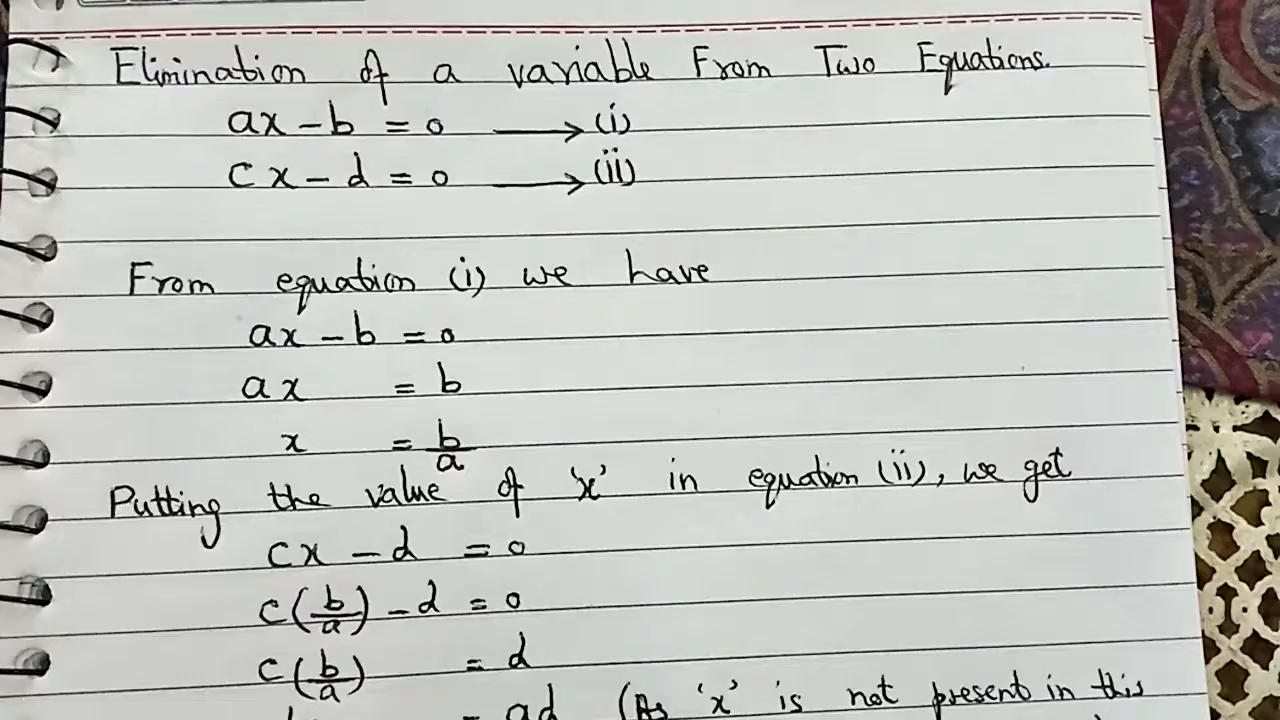 Elimination of a variable From Two Equations.
ax - b = 0 ⟶ (i)
cx - d = 0 ⟶ (ii)
From equation (i) we have
ax - b = 0
ax = b
x = b/a
Putting the value of 'x' in equation (ii), we get
cx - d = 0
c(b/a) - d = 0
c(b/a) = d
= ad (As 'x' is not present in this